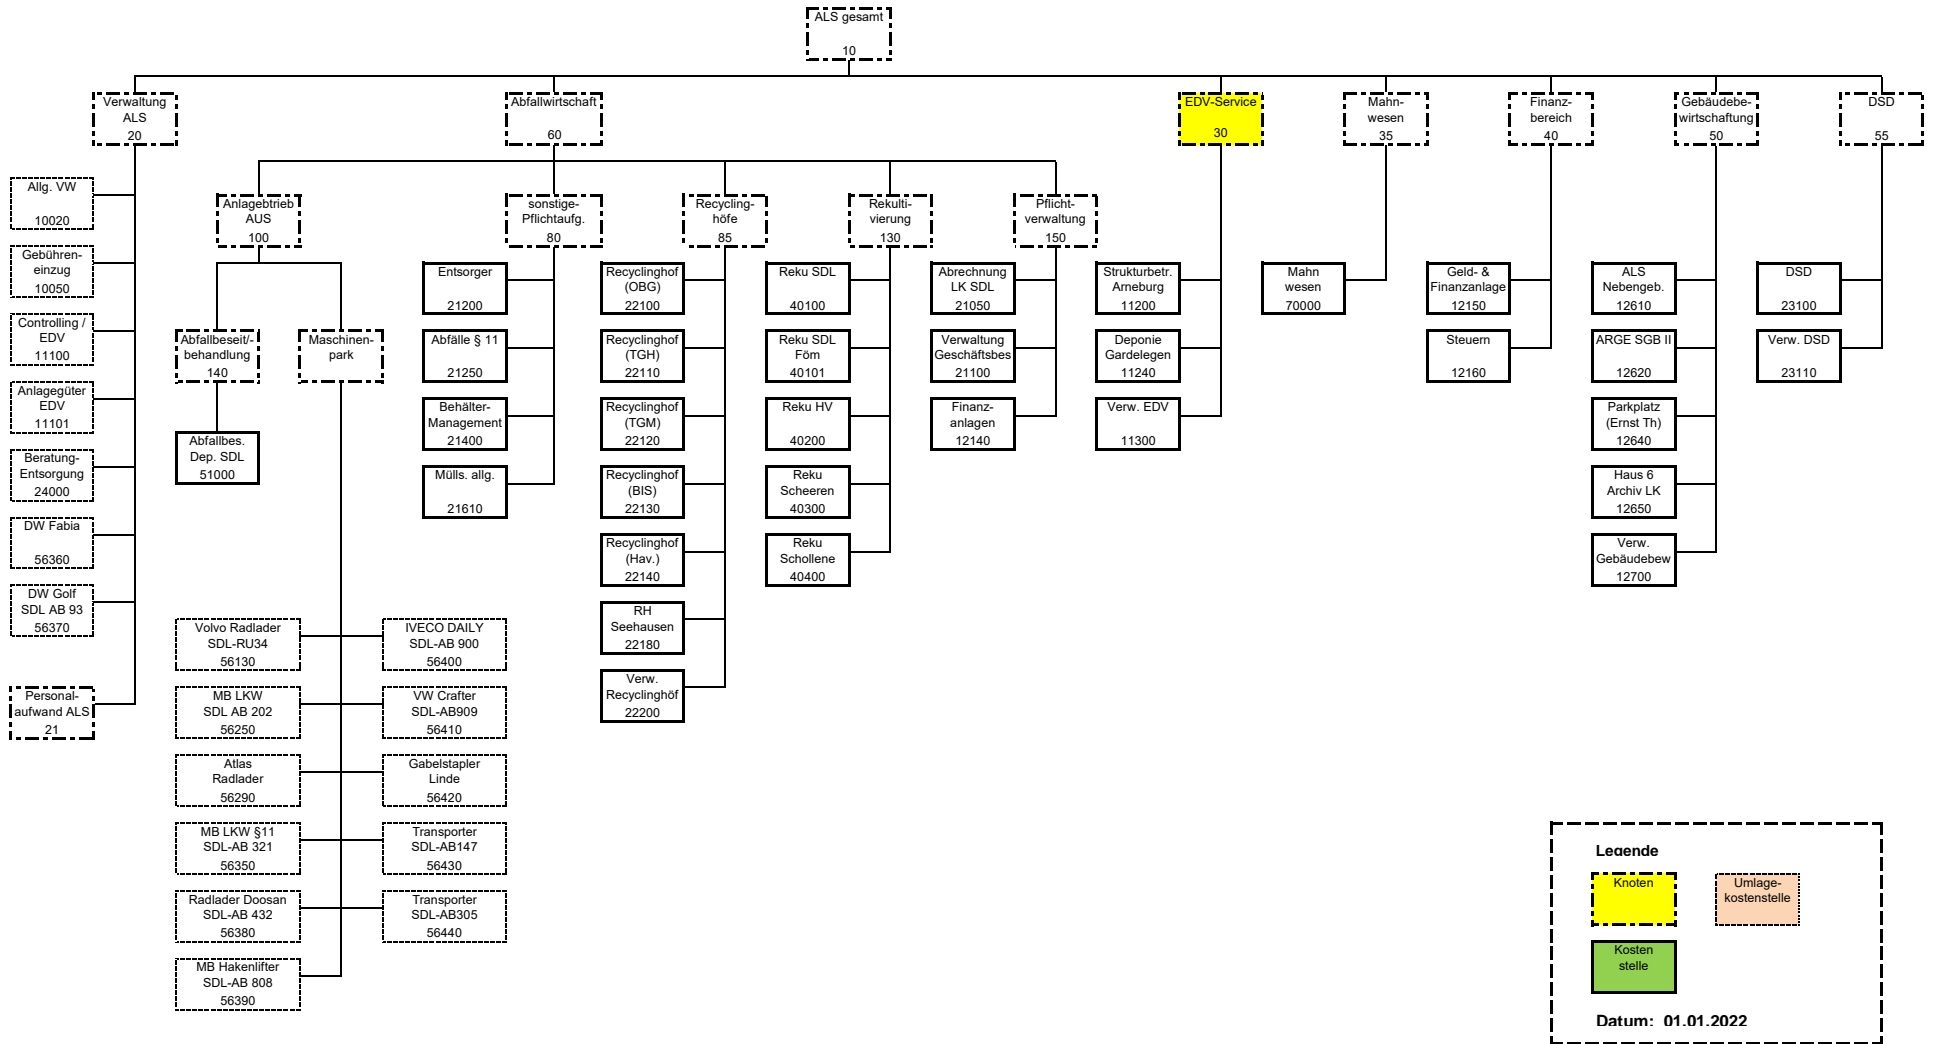 ALS gesamt
10
Verwaltung
ALS
20
Abfallwirtschaft
60
EDV-Service
30
Mahn-
wesen
35
Finanz-
bereich
40
Gebäudebe-
wirtschaftung
50
DSD
55
Allg. VW
10020
Gebühren-
einzug
10050
Controlling /
EDV
11100
Anlagegüter
EDV
11101
Beratung-
Entsorgung
24000
DW Fabia
56360
DW Golf
SDL AB 93
56370
Personal-
aufwand ALS
21
Anlagebtrieb
AUS
100
sonstige-
Pflichtaufg.
80
Recycling-
höfe
85
Rekulti-
vierung
130
Pflicht-
verwaltung
150
Abfallbeseit/-
behandlung
140
Maschinen-
park
Abfallbes.
Dep. SDL
51000
Volvo Radlader
SDL-RU34
56130
MB LKW
SDL AB 202
56250
Atlas
Radlader
56290
MB LKW §11
SDL-AB 321
56350
Radlader Doosan
SDL-AB 432
56380
MB Hakenlifter
SDL-AB 808
56390
IVECO DAILY
SDL-AB 900
56400
VW Crafter
SDL-AB909
56410
Gabelstapler
Linde
56420
Transporter
SDL-AB147
56430
Transporter
SDL-AB305
56440
Entsorger
21200
Abfälle § 11
21250
Behälter-
Management
21400
Mülls. allg.
21610
Recyclinghof
(OBG)
22100
Recyclinghof
(TGH)
22110
Recyclinghof
(TGM)
22120
Recyclinghof
(BIS)
22130
Recyclinghof
(Hav.)
22140
RH
Seehausen
22180
Verw.
Recyclinghöf
22200
Reku SDL
40100
Reku SDL
Föm
40101
Reku HV
40200
Reku
Scheeren
40300
Reku
Schollene
40400
Abrechnung
LK SDL
21050
Verwaltung
Geschäftsbes
21100
Finanz-
anlagen
12140
Strukturbetr.
Arneburg
11200
Deponie
Gardelegen
11240
Verw. EDV
11300
Mahn
wesen
70000
Geld- &
Finanzanlage
12150
Steuern
12160
ALS
Nebengeb.
12610
ARGE SGB II
12620
Parkplatz
(Ernst Th)
12640
Haus 6
Archiv LK
12650
Verw.
Gebäudebew
12700
DSD
23100
Verw. DSD
23110
Legende
Knoten
Umlage-
kostenstelle
Kosten
stelle
Datum: 01.01.2022